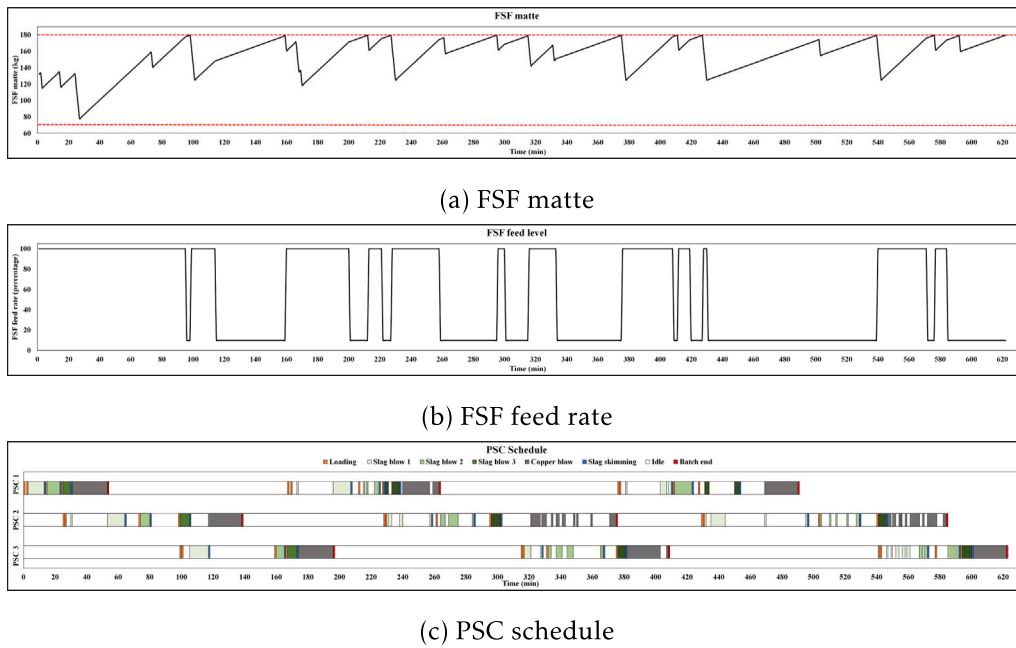 FSF matte
FSF matte (kg)
180
160
140
120
100
80
60
0 20 40 60 80 100 120 140 160 180 200 220 240 260 280 300 320 340 360 380 400 420 440 460 480 500 520 540 560 580 600 620
Time (min)
(a) FSF matte
FSF feed level
FSF feed rate (percentage)
100
80
60
40
20
0
0 20 40 60 80 100 120 140 160 180 200 220 240 260 280 300 320 340 360 380 400 420 440 460 480 500 520 540 560 580 600 620
Time (min)
(b) FSF feed rate
PSC Schedule
Loading Slag blow 1 Slag blow 2 Slag blow 3 Copper blow Slag skimming Idle Batch end
PSC 1
PSC 2
PSC 3
0 20 40 60 80 100 120 140 160 180 200 220 240 260 280 300 320 340 360 380 400 420 440 460 480 500 520 540 560 580 600 620
Time (min)
(c) PSC schedule